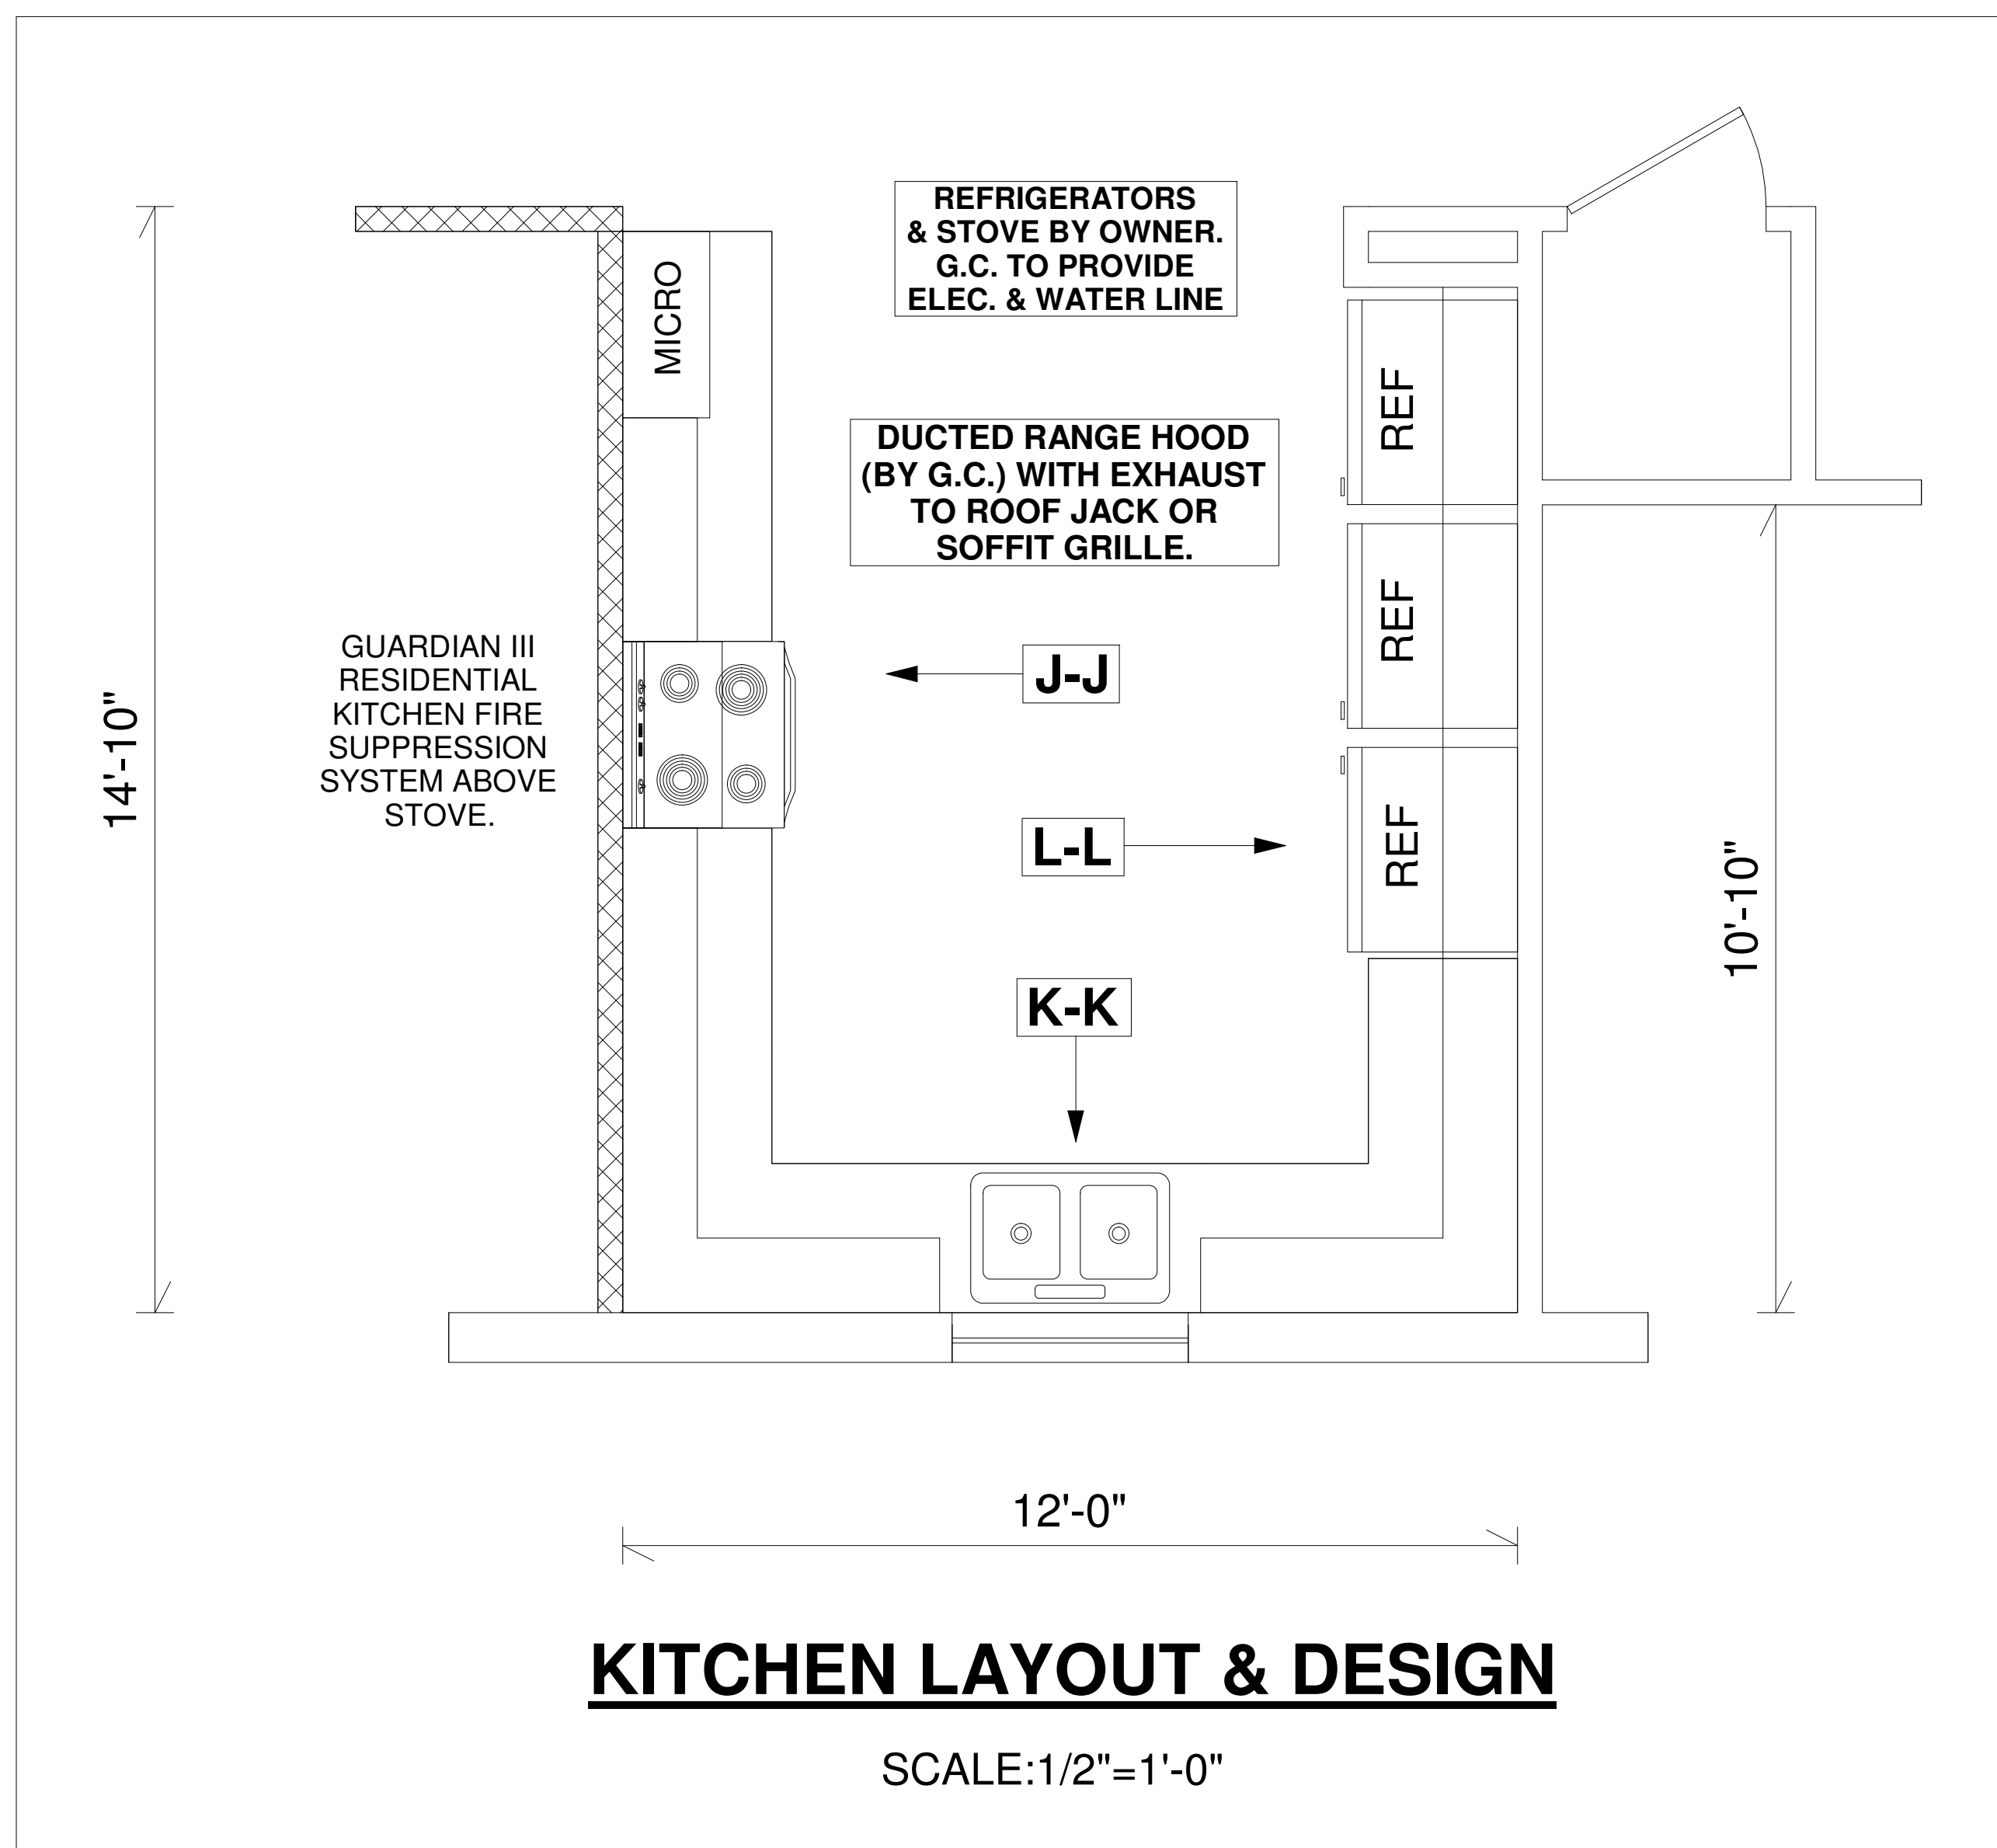 REFRIGERATORS
& STOVE BY OWNER.
G.C. TO PROVIDE
ELEC. & WATER LINE
MICRO
REF
DUCTED RANGE HOOD
(BY G.C.) WITH EXHAUST
TO ROOF JACK OR
SOFFIT GRILLE.
REF
GUARDIAN III
RESIDENTIAL
KITCHEN FIRE
SUPPRESSION
SYSTEM ABOVE
STOVE.
J-J
14'-10"
L-L
REF
10'-10"
K-K
12'-0"
KITCHEN LAYOUT & DESIGN
SCALE:1/2"=1'-0"